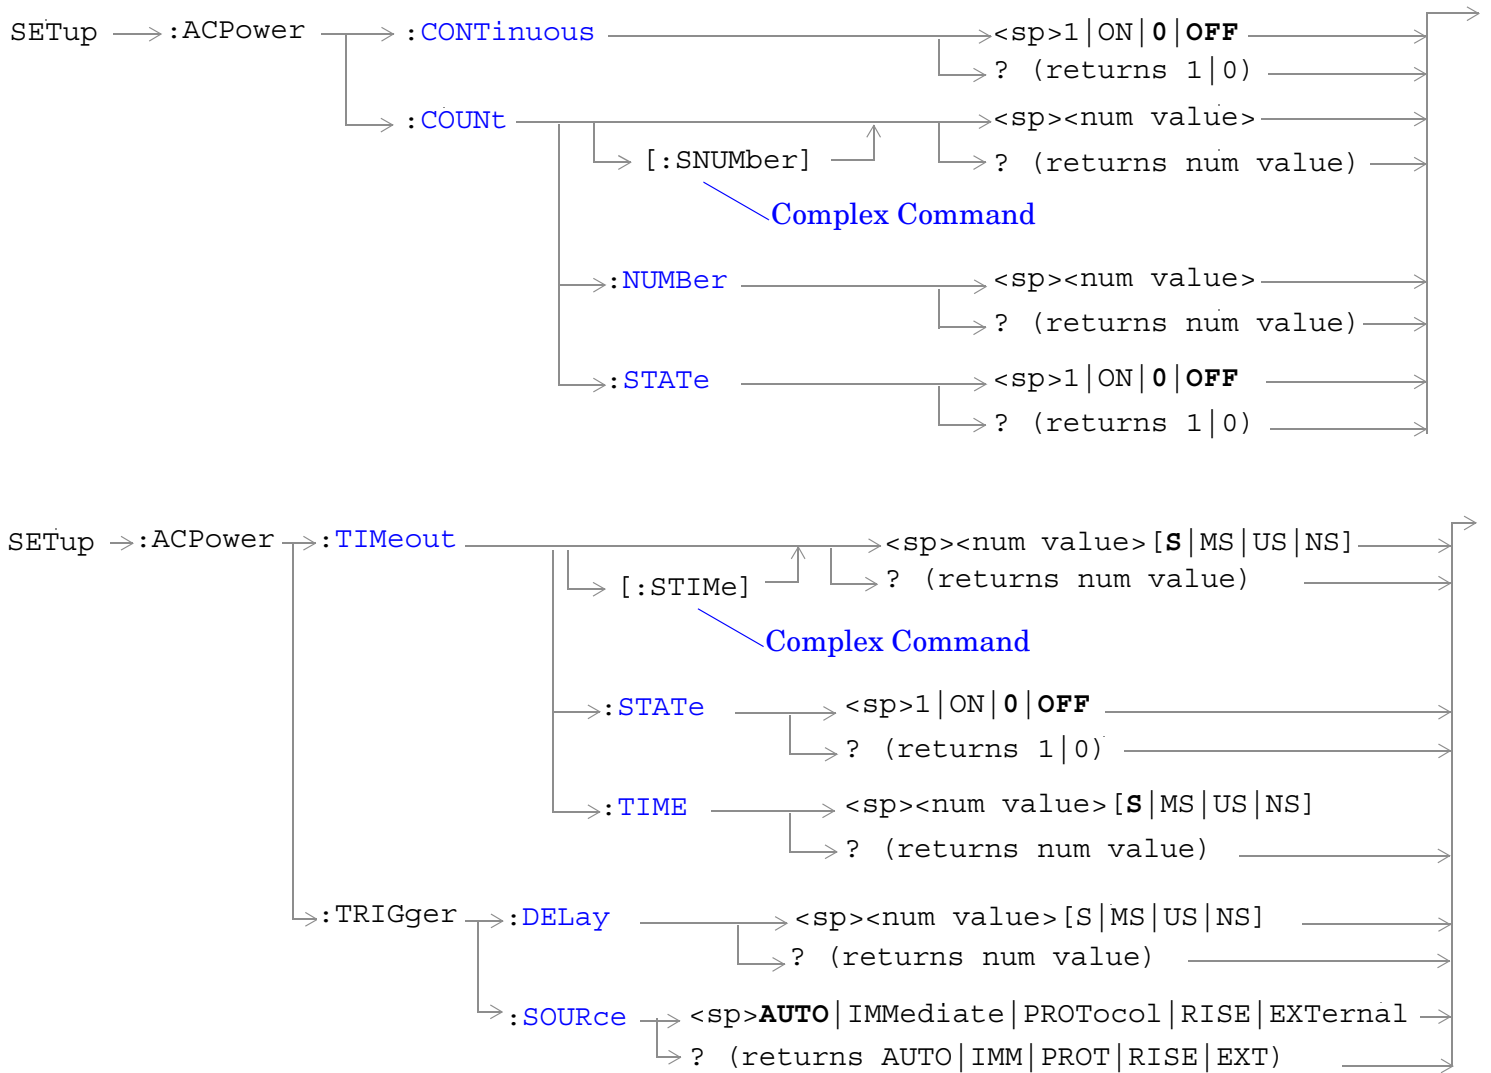 SETup :ACPower :CONTinuous <sp>1|ON|0|OFF
? (returns 1|0)
:COUNt <sp><num value>
[:SNUMber] ? (returns num value)
Complex Command
:NUMBer <sp><num value>
? (returns num value)
:STATe <sp>1|ON|0|OFF
? (returns 1|0)
SETup :ACPower :TIMeout <sp><num value>[S|MS|US|NS]
[:STIMe] ? (returns num value)
Complex Command
:STATe <sp>1|ON|0|OFF
? (returns 1|0)
:TIME <sp><num value>[S|MS|US|NS]
? (returns num value)
:TRIGger :DELay <sp><num value>[S|MS|US|NS]
? (returns num value)
:SOURce <sp>AUTO|IMMediate|PROTocol|RISE|EXTernal
? (returns AUTO|IMM|PROT|RISE|EXT)